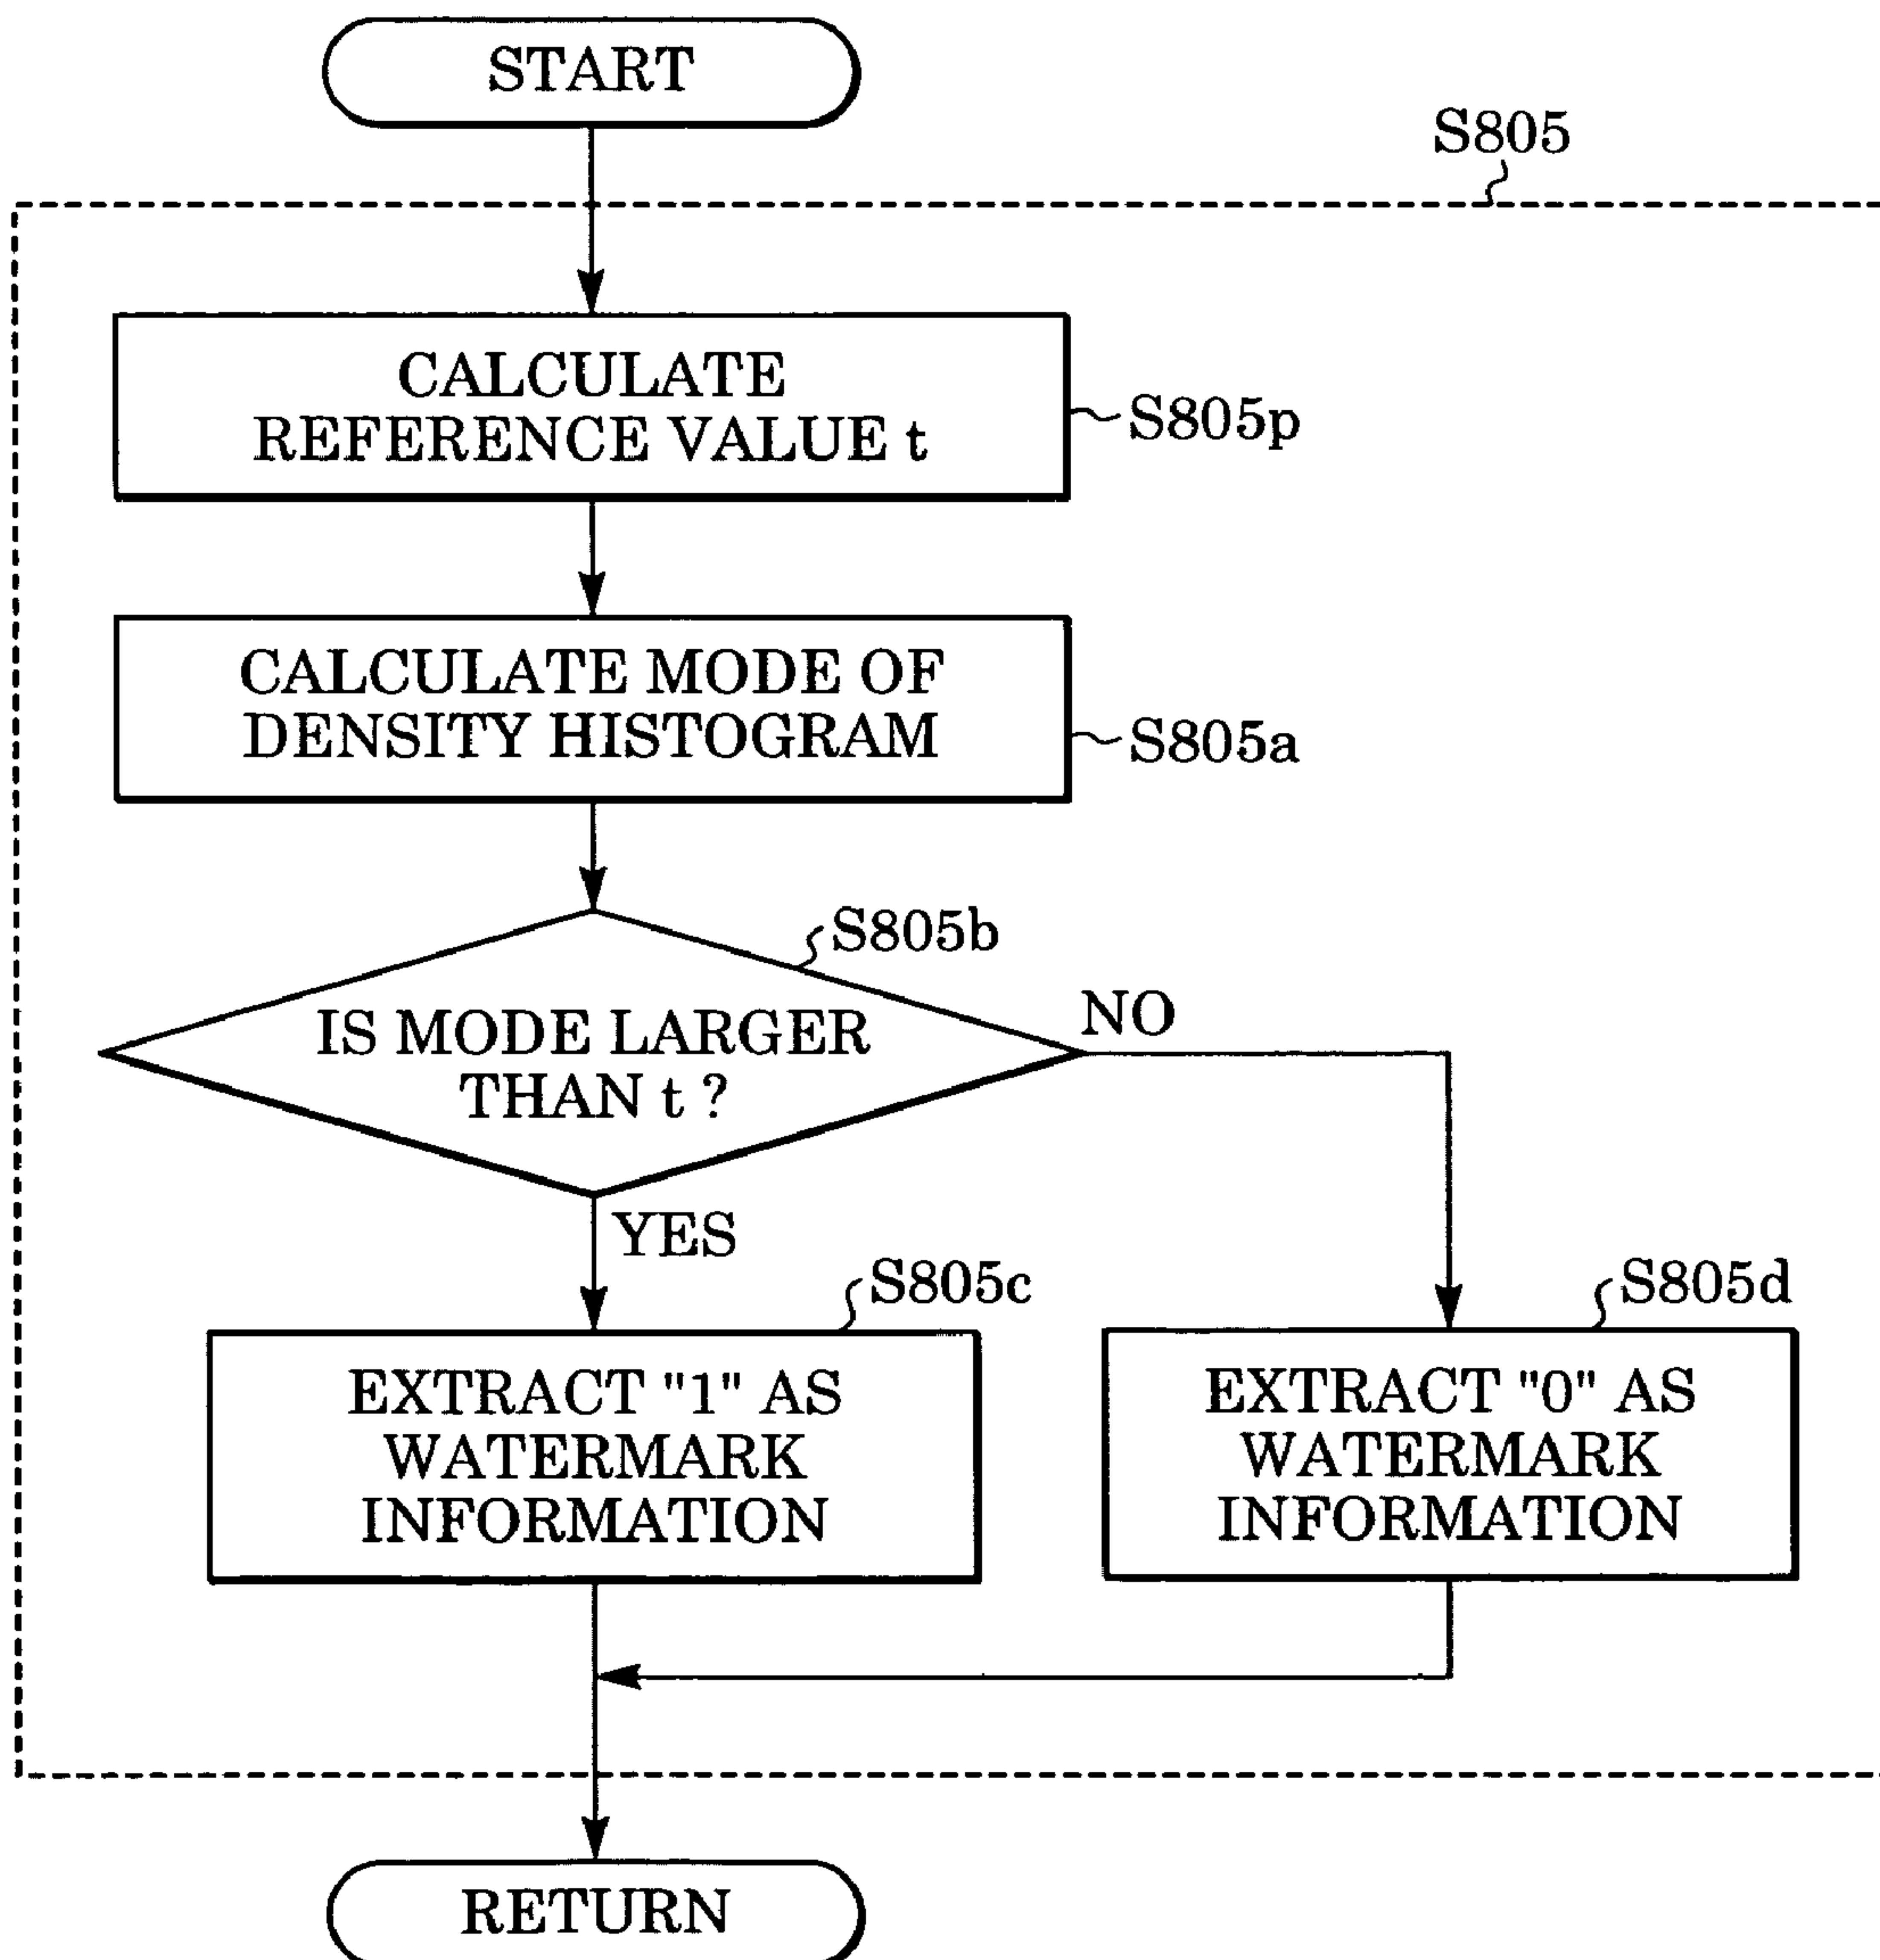 START
S805
CALCULATE
REFERENCE VALUE t
S805p
CALCULATE MODE OF
DENSITY HISTOGRAM
S805a
S805b
IS MODE LARGER
THAN t ?
NO
YES
S805c
S805d
EXTRACT "1" AS
WATERMARK
INFORMATION
EXTRACT "0" AS
WATERMARK
INFORMATION
RETURN